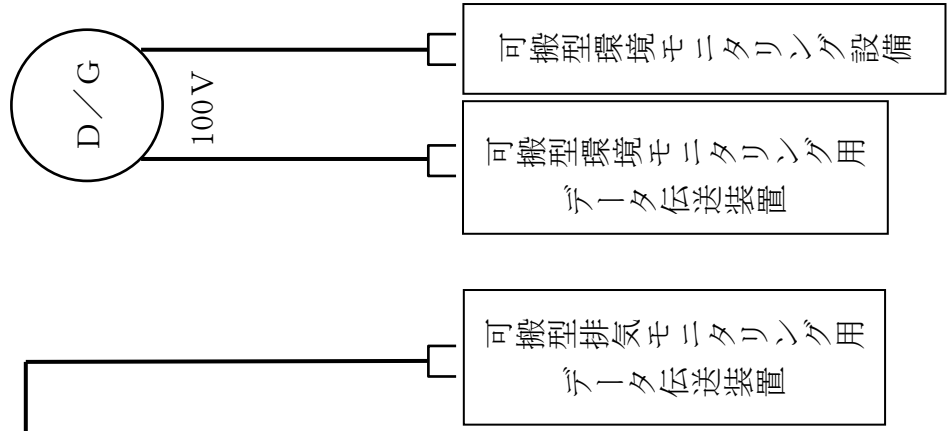 D/G
100V
可搬型環境モニタリング設備
可搬型環境モニタリング用
データ伝送装置
可搬型排気モニタリング用
データ伝送装置